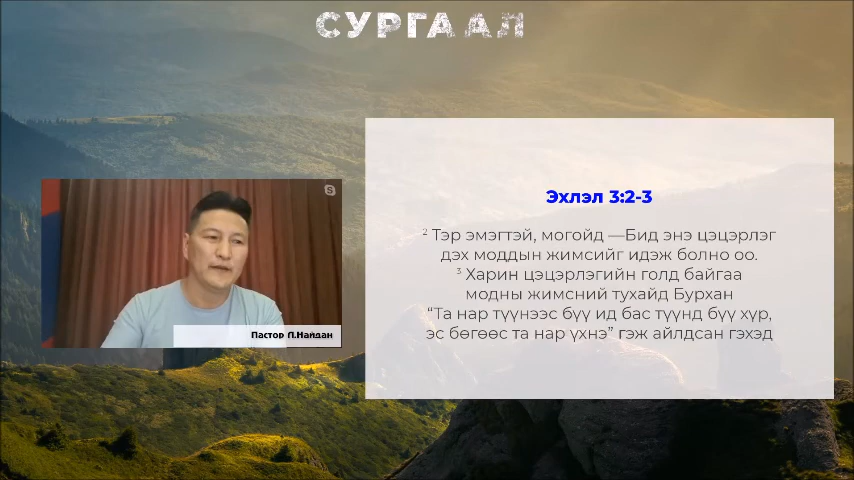 СУРГААЛ
Эхлэл 3:2-3
2 Тэр эмэгтэй, могойд —Бид энэ цэцэрлэг
дэх моддын жимсийг идэж болно оо.
3 Харин цэцэрлэгийн голд байгаа
модны жимсний тухайд Бурхан
“Та нар түүнээс бүү ид бас түүнд бүү хүр,
эс бөгөөс та нар үхнэ” гэж айлдсан гэхэд
S
Пастор Л.Найдан